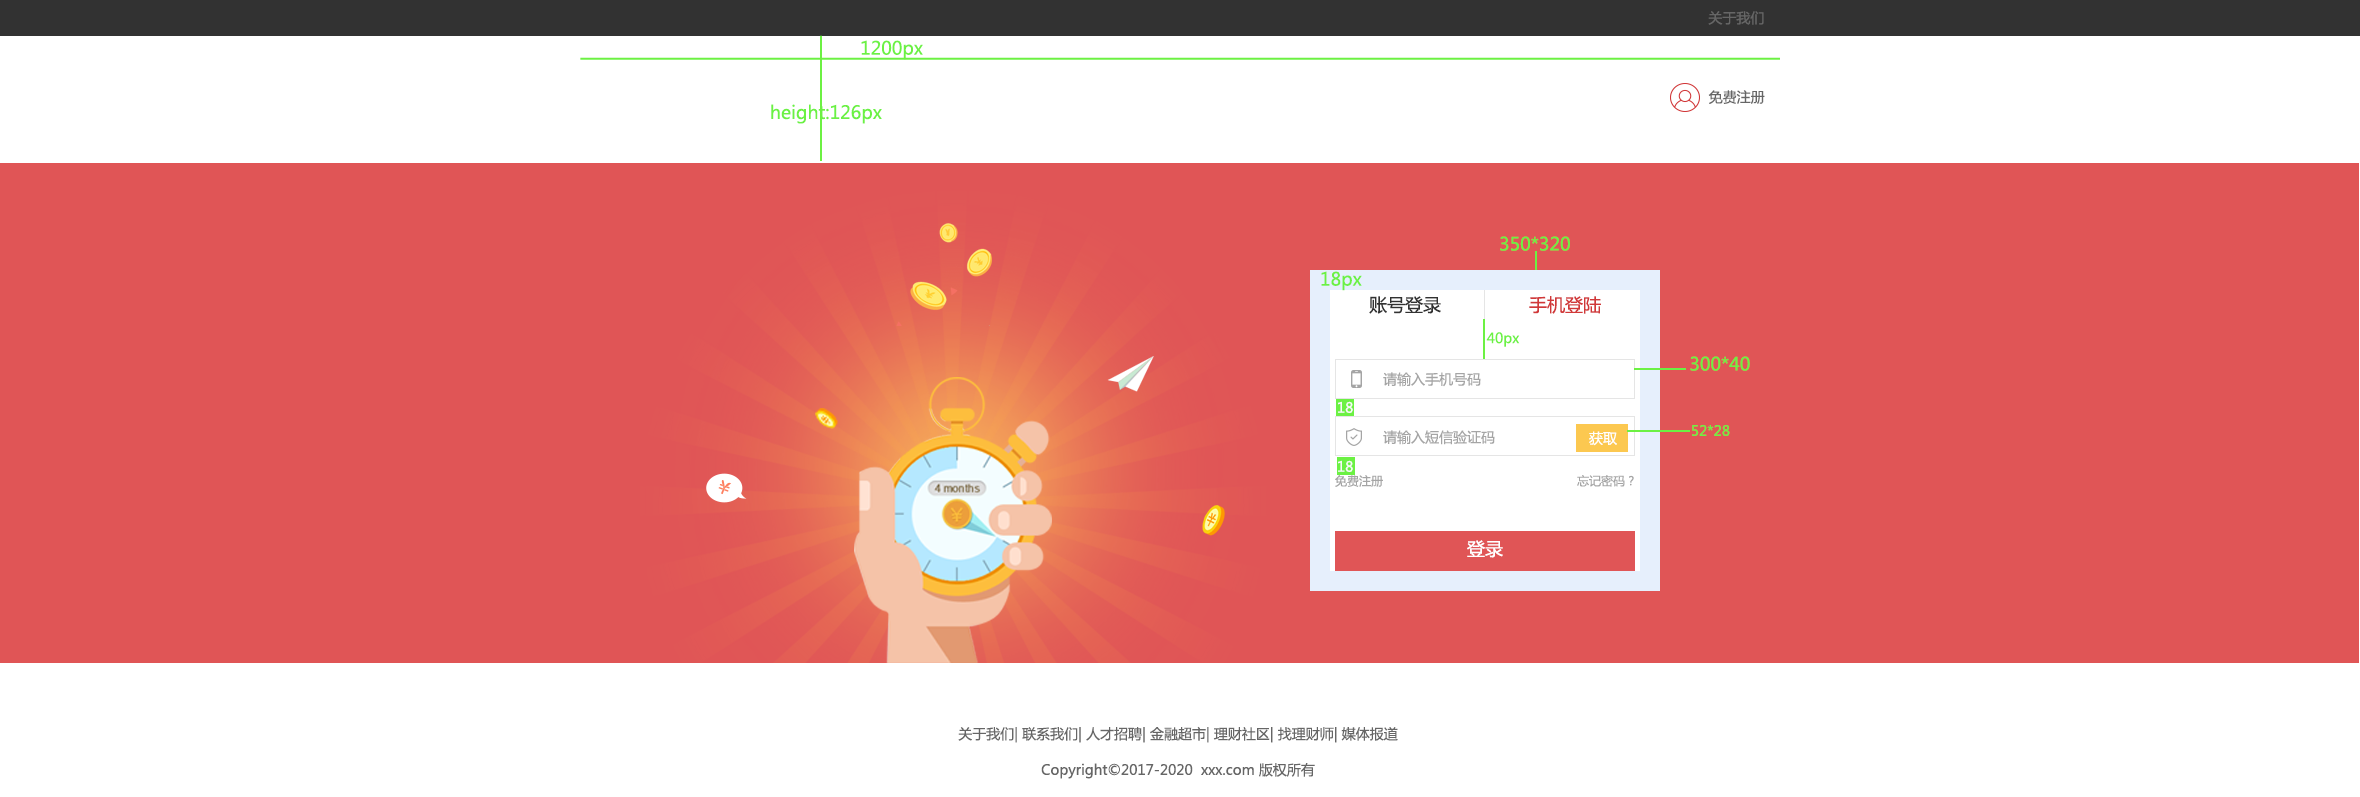 关于我们
1200px
免费注册
height:126px
350*320
18px
账号登录 手机登陆
40px
300*40
请输入手机号码
18
请输入短信验证码 获取 52*28
18
免费注册 忘记密码 ?
4 months
登录
关于我们| 联系我们| 人才招聘| 金融超市| 理财社区| 找理财师| 媒体报道
Copyright©2017-2020 xxx.com 版权所有